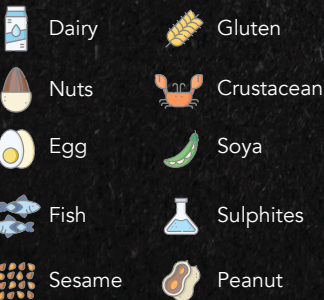 Dairy
Gluten
Nuts
Crustacean
Egg
Soya
Fish
Sulphites
Sesame
Peanut